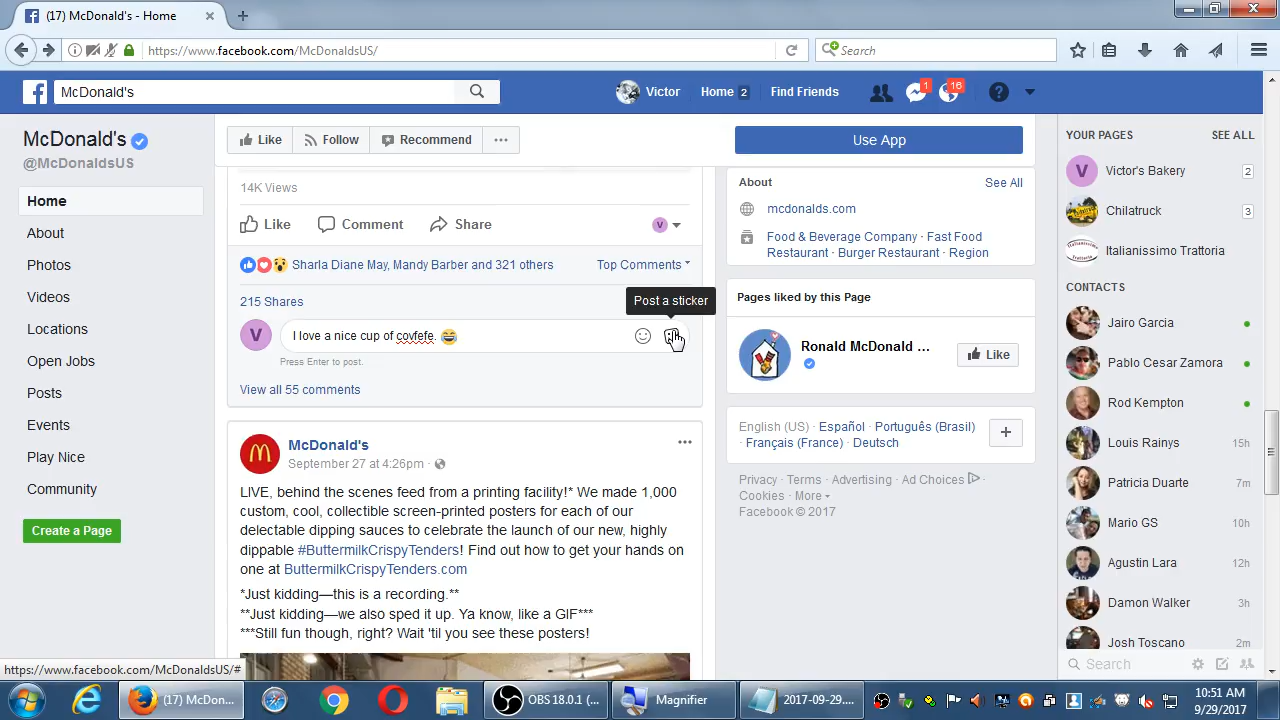 (17) McDonald's - Home
https://www.facebook.com/McDonaldsUS/
Search
McDonald's
Victor
Home 2
Find Friends
1
16
McDonald's
@McDonaldsUS
Home
About
Photos
Videos
Locations
Open Jobs
Posts
Events
Play Nice
Community
Create a Page
Like
Follow
Recommend
Use App
14K Views
Like
Comment
Share
V
Sharla Diane May, Mandy Barber and 321 others
Top Comments
215 Shares
Post a sticker
V
I love a nice cup of covfefe. 😄
Press Enter to post.
View all 55 comments
McDonald's
September 27 at 4:26pm ·
LIVE, behind the scenes feed from a printing facility!* We made 1,000
custom, cool, collectible screen-printed posters for each of our
delectable dipping sauces to celebrate the launch of our new, highly
dippable #ButtermilkCrispyTenders! Find out how to get your hands on
one at ButtermilkCrispyTenders.com
*Just kidding—this is a recording.**
**Just kidding—we also sped it up. Ya know, like a GIF***
***Still fun though, right? Wait 'til you see these posters!
About
See All
mcdonalds.com
Food & Beverage Company · Fast Food
Restaurant · Burger Restaurant · Region
Pages liked by this Page
Ronald McDonald ...
Like
English (US) · Español · Português (Brasil)
· Français (France) · Deutsch
Privacy · Terms · Advertising · Ad Choices ·
Cookies · More
Facebook © 2017
YOUR PAGES
SEE ALL
V
Victor's Bakery
2
Chilatruck
3
Italianissimo Trattoria
CONTACTS
Jairo Garcia
Pablo Cesar Zamora
Rod Kempton
Louis Rainys
15h
Patricia Duarte
7m
Mario GS
10h
Agustin Lara
12h
Damon Walker
3h
Josh Toscano
2m
Search
https://www.facebook.com/McDonaldsUS/#
(17) McDon...
OBS 18.0.1 (...
Magnifier
2017-09-29....
10:51 AM
9/29/2017